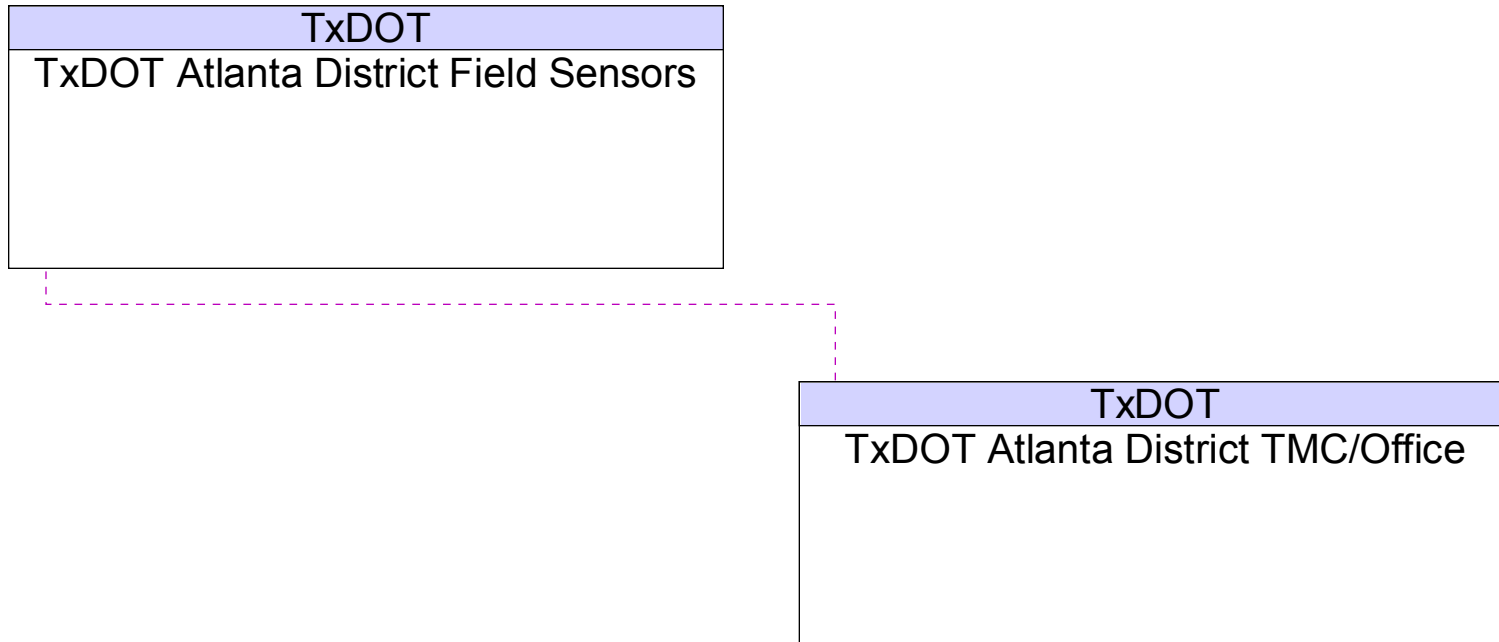 TxDOT
TxDOT Atlanta District Field Sensors
TxDOT
TxDOT Atlanta District TMC/Office